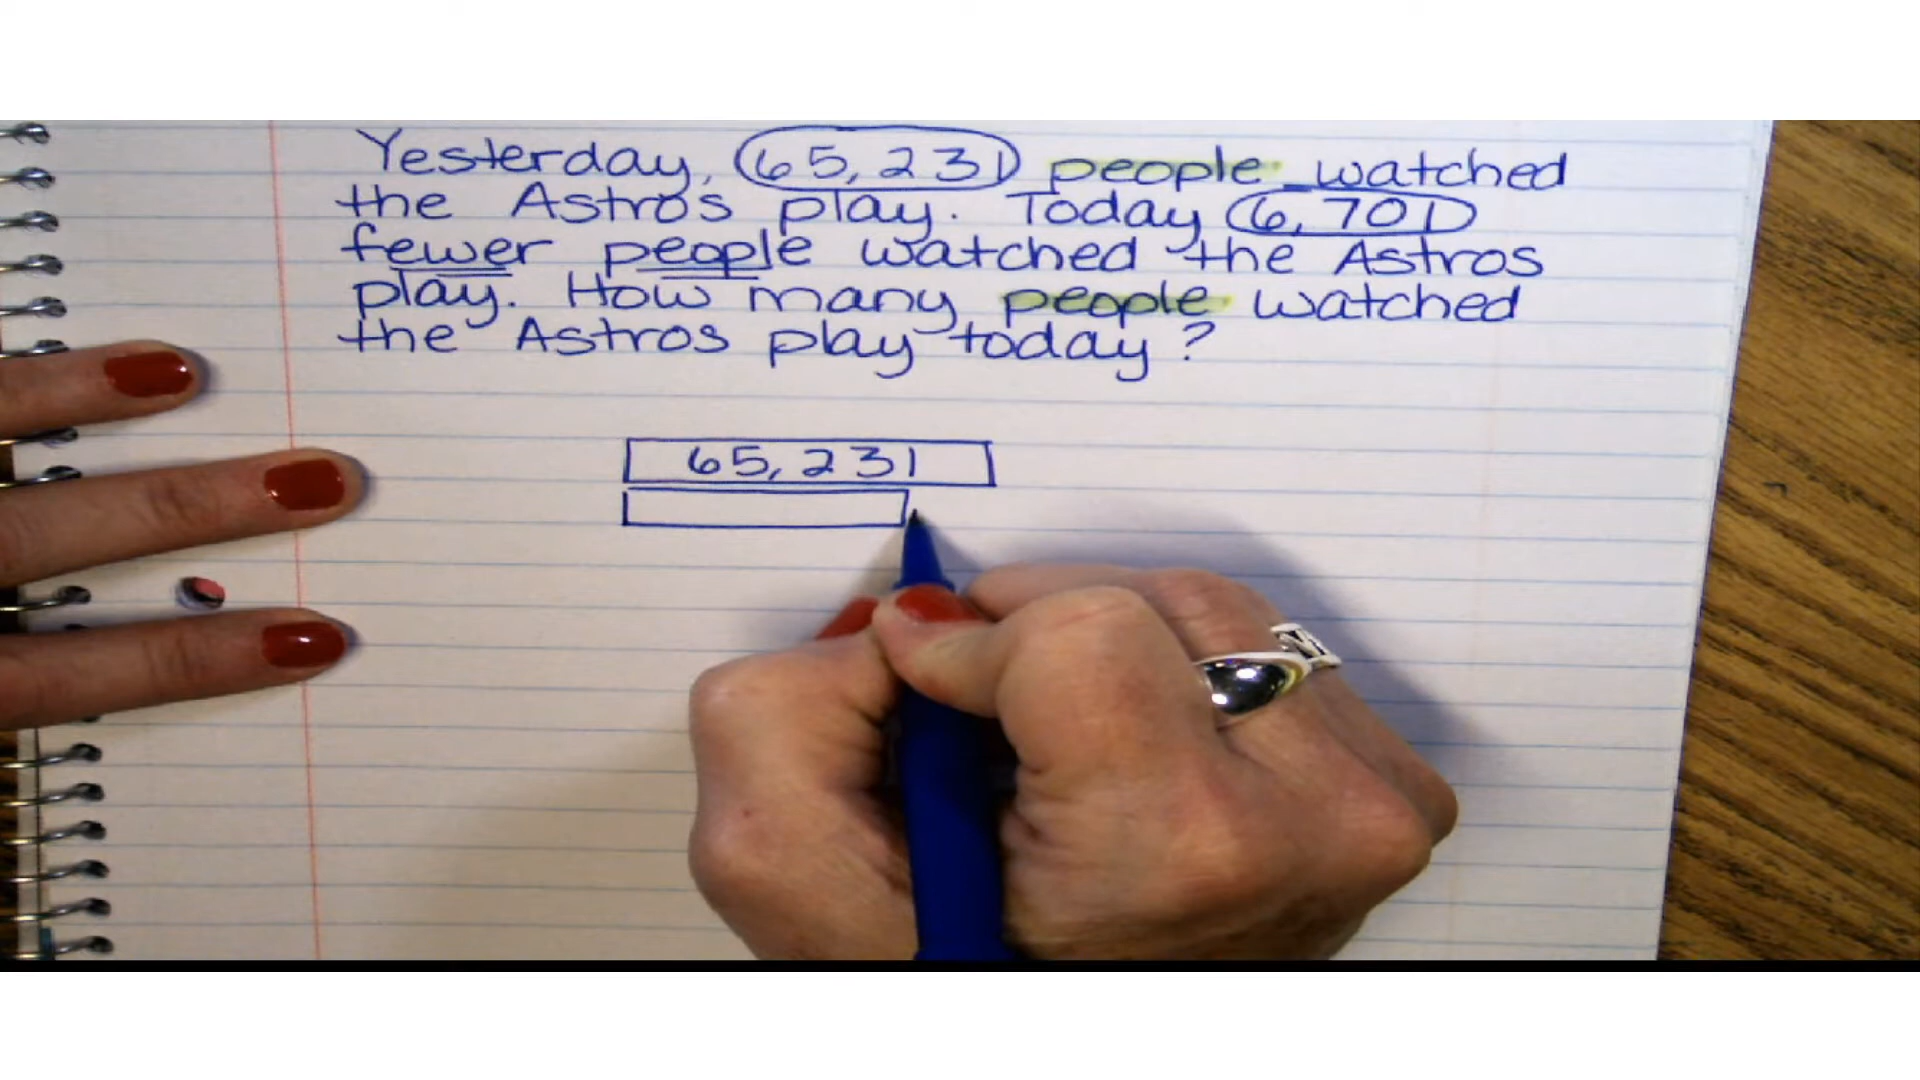 Yesterday, 65,231 people watched
the Astros play. Today 6,701
fewer people watched the Astros
play. How many people watched
the Astros play today?
65,231